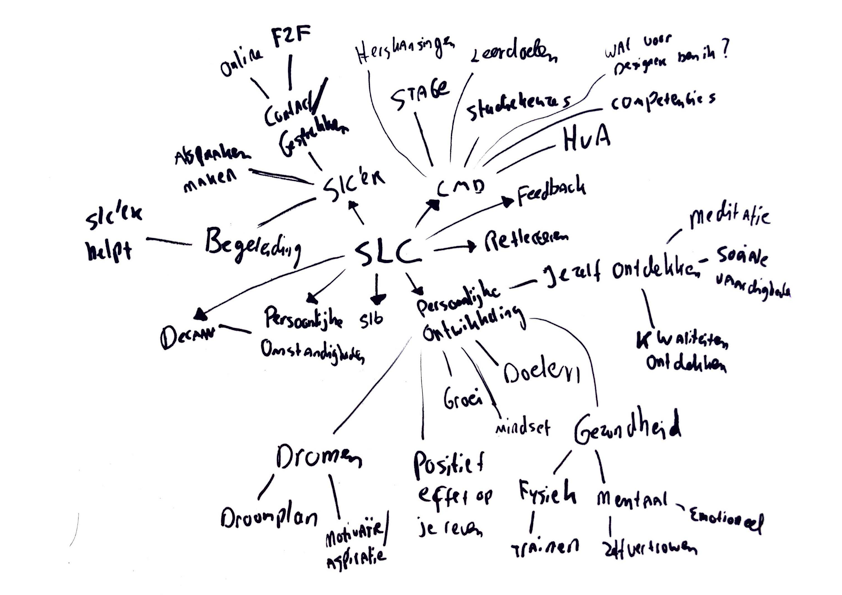 Online
F2F
Contact/
Gesprekken
Herkansingen
Leerdoelen
Wat voor
Designer ben ik?
STAGE
Studiekeuzes
Competenties
HvA
Afspraken
maken
SLC'er
CMD
Feedback
SLC'er
helpt
Begeleiding
SLC
Reflecteren
Jezelf ontdekken
Meditatie
Sociale
vaardigheden
Kwaliteiten
Ontdekken
Decaan
Persoonlijke
Omstandigheden
Slb
Persoonlijke
Ontwikkeling
Doelen
Groei
Mindset
Gezondheid
Dromen
Droomplan
Motivatie/
Aspiratie
Positief
effet op
je leven
Fysiek
Trainen
Mentaal
Emotioneel
Zelfvertrouwen